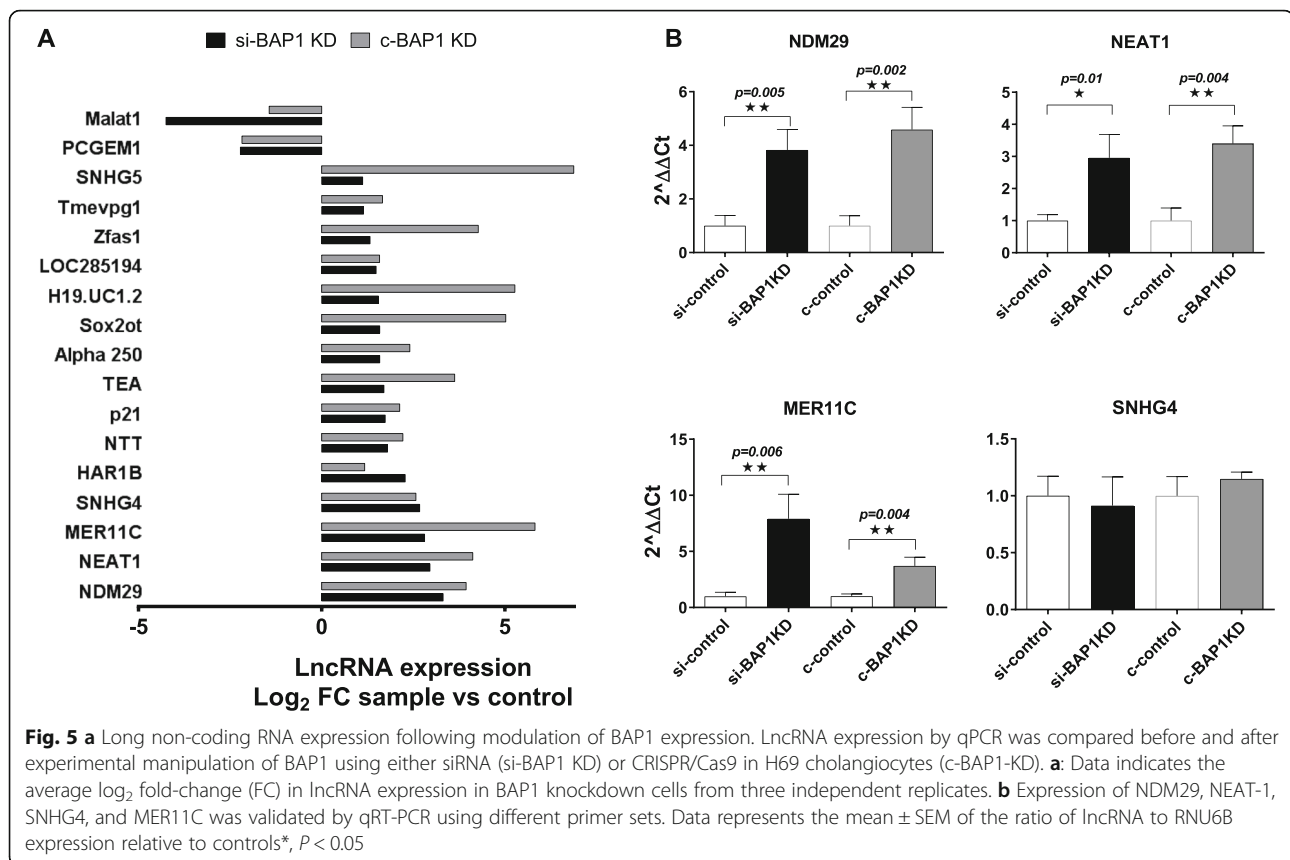 A
si-BAP1 KD
c-BAP1 KD
Malat1
PCGEM1
SNHG5
Tmevpg1
Zfas1
LOC285194
H19.UC1.2
Sox2ot
Alpha 250
TEA
p21
NTT
HAR1B
SNHG4
MER11C
NEAT1
NDM29
-5 0 5
LncRNA expression
Log2 FC sample vs control
B
NDM29
2^ΔΔCt
6
4
2
0
p=0.005
★★
p=0.002
★★
si-control
si-BAP1KD
c-control
c-BAP1KD
NEAT1
5
4
3
2
1
0
p=0.01
★
p=0.004
★★
si-control
si-BAP1KD
c-control
c-BAP1KD
MER11C
2^ΔΔCt
15
10
5
0
p=0.006
★★
p=0.004
★★
si-control
si-BAP1KD
c-control
c-BAP1KD
SNHG4
1.5
1.0
0.5
0.0
si-control
si-BAP1KD
c-control
c-BAP1KD
Fig. 5 a Long non-coding RNA expression following modulation of BAP1 expression. LncRNA expression by qPCR was compared before and after
experimental manipulation of BAP1 using either siRNA (si-BAP1 KD) or CRISPR/Cas9 in H69 cholangiocytes (c-BAP1-KD). a: Data indicates the
average log2 fold-change (FC) in lncRNA expression in BAP1 knockdown cells from three independent replicates. b Expression of NDM29, NEAT-1,
SNHG4, and MER11C was validated by qRT-PCR using different primer sets. Data represents the mean ± SEM of the ratio of lncRNA to RNU6B
expression relative to controls*, P < 0.05